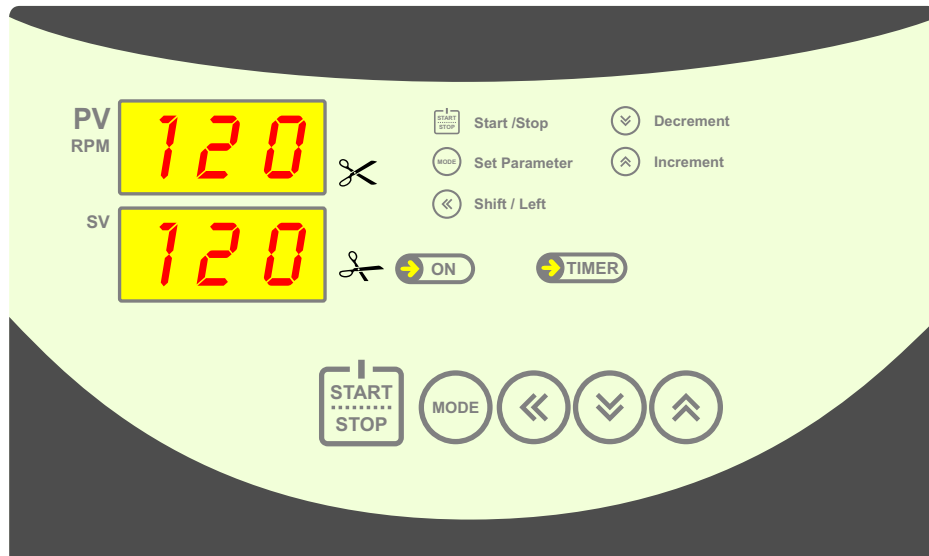 PV
RPM
120
SV
120
START
STOP
Start /Stop
Decrement
MODE
Set Parameter
Increment
Shift / Left
ON
TIMER
START
STOP
MODE